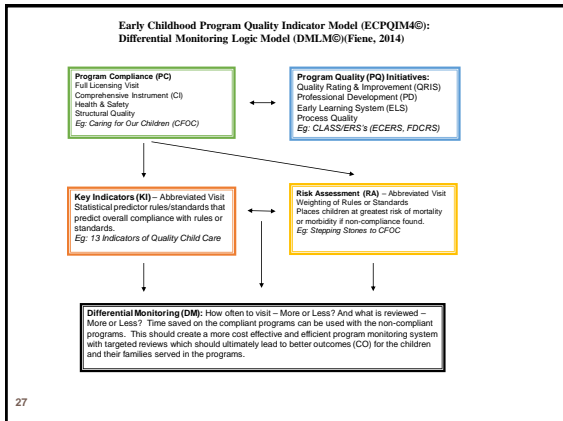 Early Childhood Program Quality Indicator Model (ECPQIM4©):
Differential Monitoring Logic Model (DMLM©)(Fiene, 2014)
Program Compliance (PC)
Full Licensing Visit
Comprehensive Instrument (CI)
Health & Safety
Structural Quality
Eg: Caring for Our Children (CFOC)
Program Quality (PQ) Initiatives:
Quality Rating & Improvement (QRIS)
Professional Development (PD)
Early Learning System (ELS)
Process Quality
Eg: CLASS/ERS's (ECERS, FDCRS)
Key Indicators (KI) – Abbreviated Visit
Statistical predictor rules/standards that
predict overall compliance with rules or
standards.
Eg: 13 Indicators of Quality Child Care
Risk Assessment (RA) – Abbreviated Visit
Weighting of Rules or Standards
Places children at greatest risk of mortality
or morbidity if non-compliance found.
Eg: Stepping Stones to CFOC
Differential Monitoring (DM): How often to visit – More or Less? And what is reviewed –
More or Less? Time saved on the compliant programs can be used with the non-compliant
programs. This should create a more cost effective and efficient program monitoring system
with targeted reviews which should ultimately lead to better outcomes (CO) for the children
and their families served in the programs.
27